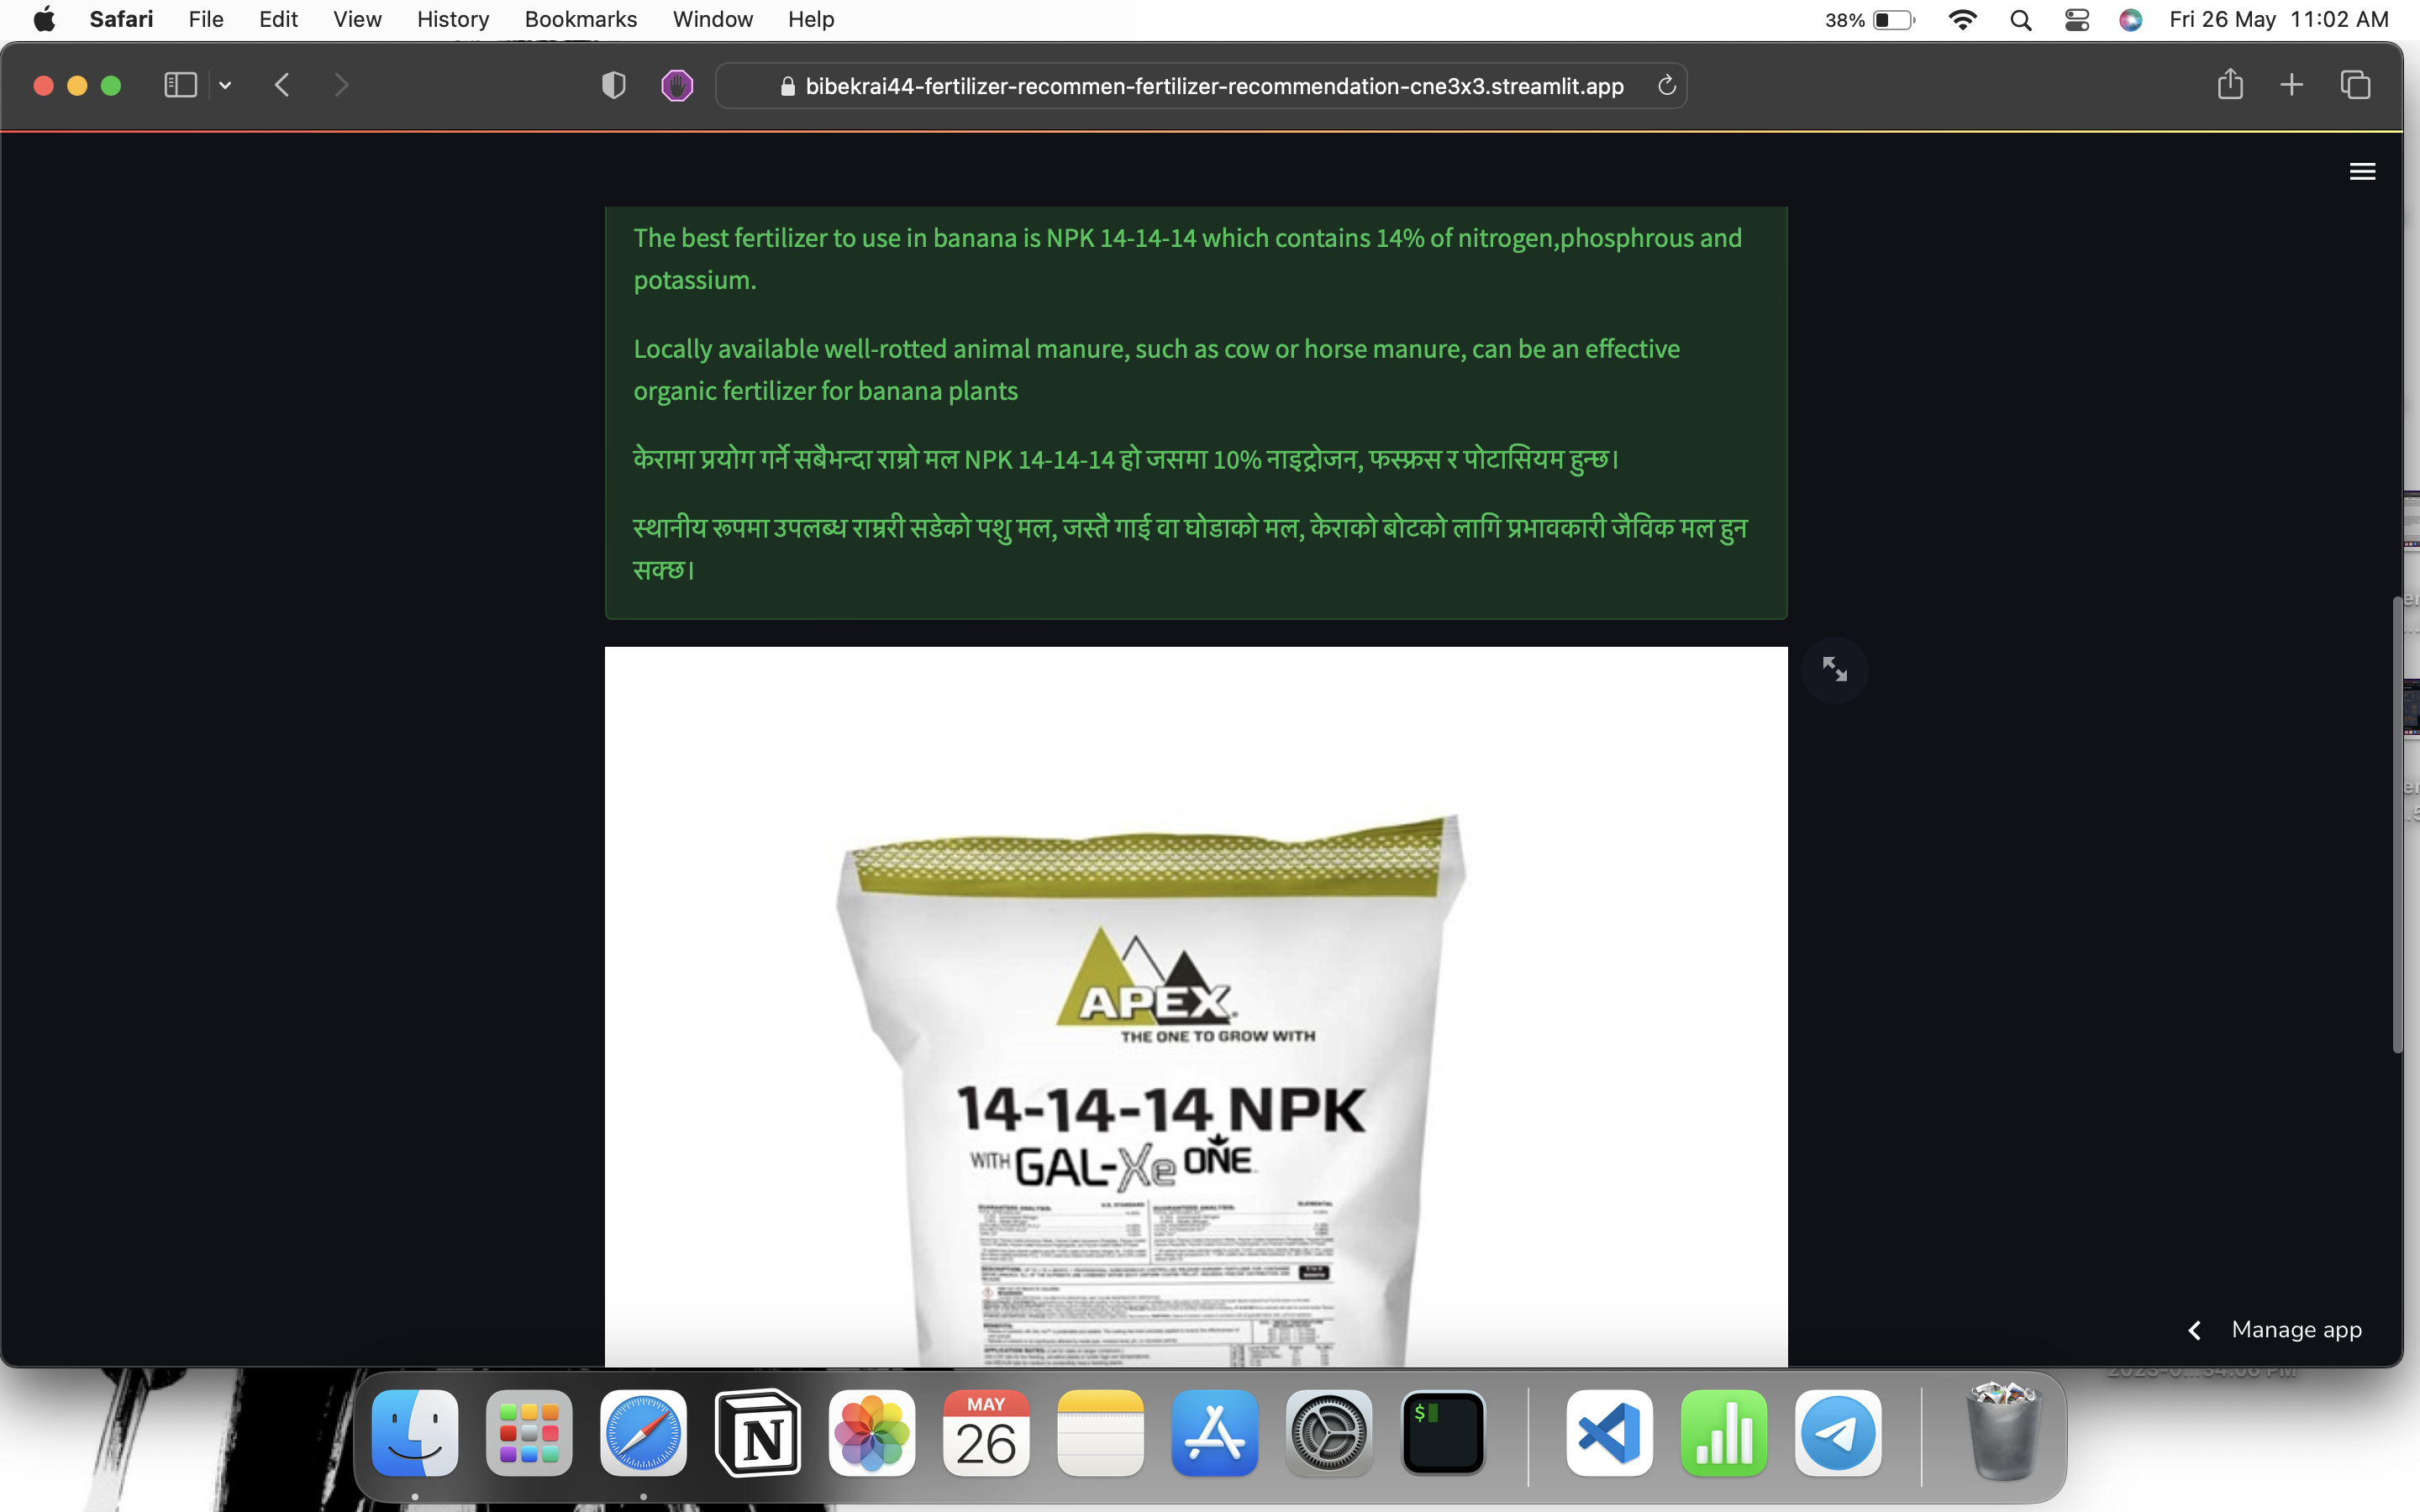 Safari File Edit View History Bookmarks Window Help 38% Fri 26 May 11:02 AM
bibekrai44-fertilizer-recommen-fertilizer-recommendation-cne3x3.streamlit.app
The best fertilizer to use in banana is NPK 14-14-14 which contains 14% of nitrogen,phosphrous and
potassium.
Locally available well-rotted animal manure, such as cow or horse manure, can be an effective
organic fertilizer for banana plants
केरामा प्रयोग गर्ने सबैभन्दा राम्रो मल NPK 14-14-14 हो जसमा 10% नाइट्रोजन, फस्फ्रस र पोटासियम हुन्छ।
स्थानीय रूपमा उपलब्ध राम्ररी सडेको पशु मल, जस्तै गाई वा घोडाको मल, केराको बोटको लागि प्रभावकारी जैविक मल हुन
सक्छ।
APEX
THE ONE TO GROW WITH
14-14-14 NPK
WITH GAL-Xe ONE
Manage app
MAY
26
$